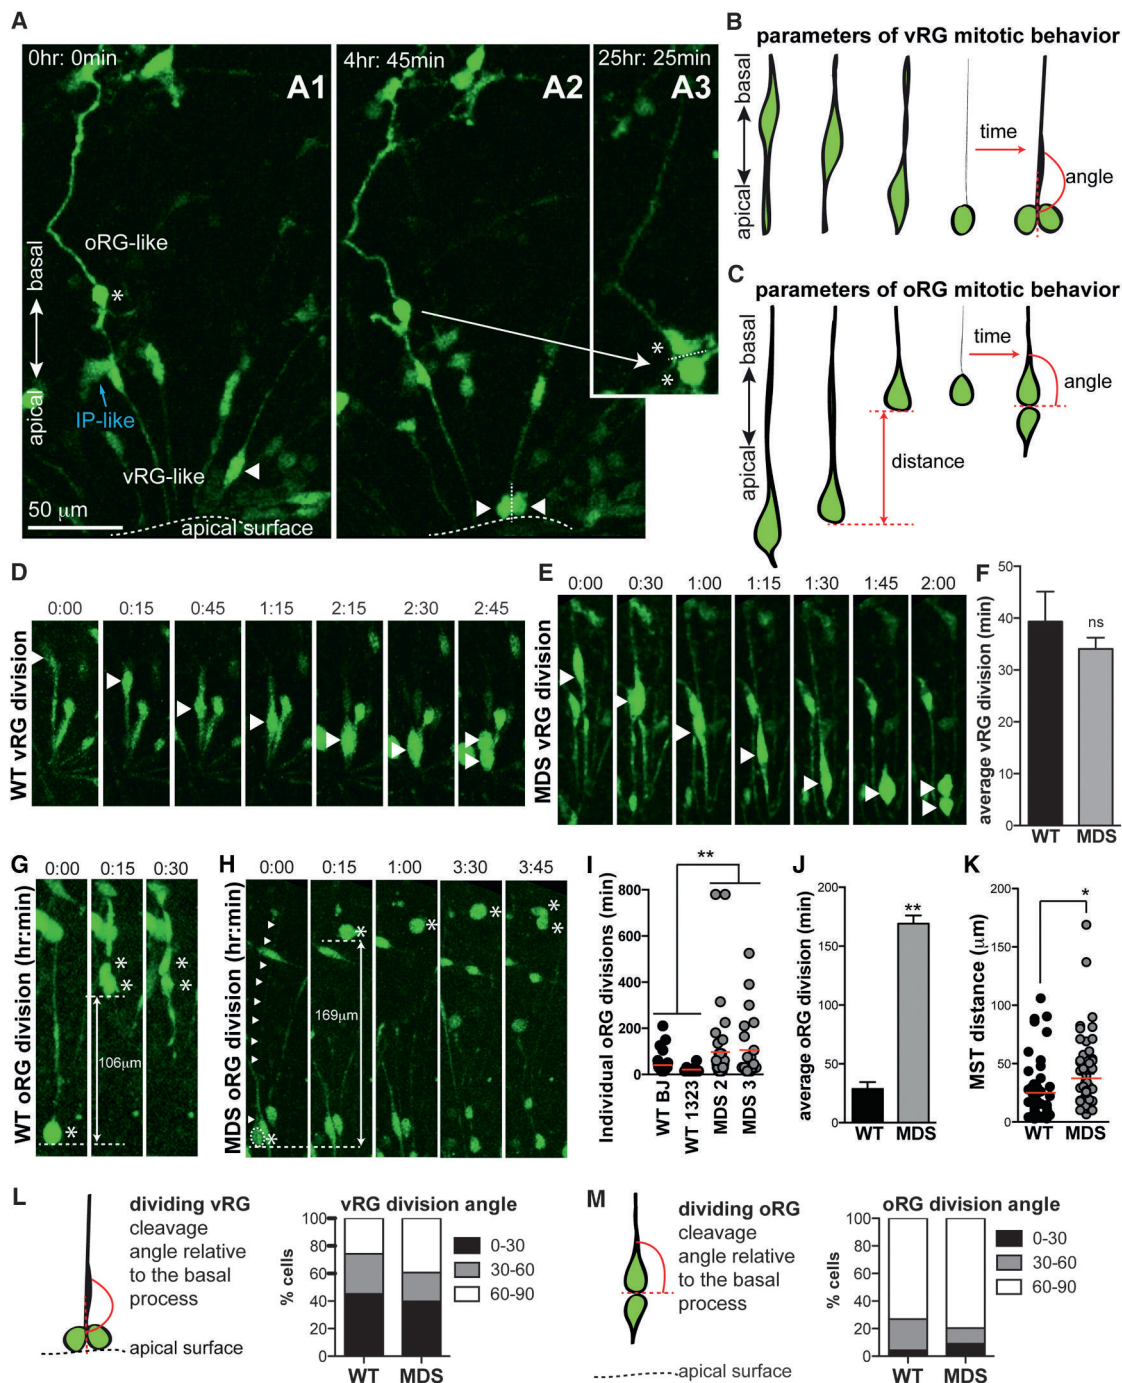 A
0hr: 0min
A1
4hr: 45min
A2
25hr: 25min
A3
oRG-like
*
basal
apical
IP-like
vRG-like
50 μm
apical surface
*
*
B
parameters of vRG mitotic behavior
basal
apical
time
angle
C
parameters of oRG mitotic behavior
basal
apical
time
angle
distance
D
WT vRG division
0:00
0:15
0:45
1:15
2:15
2:30
2:45
E
MDS vRG division
0:00
0:30
1:00
1:15
1:30
1:45
2:00
F
average vRG division (min)
50
40
30
20
10
0
ns
WT
MDS
G
WT oRG division (hr:min)
0:00
0:15
0:30
*
*
*
*
*
106μm
H
MDS oRG division (hr:min)
0:00
0:15
1:00
3:30
3:45
*
*
*
*
*
*
169μm
I
Individual oRG divisions (min)
800
600
400
200
0
**
WT BJ
WT 1323
MDS 2
MDS 3
J
average oRG division (min)
200
150
100
50
0
**
WT
MDS
K
MST distance (μm)
200
150
100
50
0
*
WT
MDS
L
dividing vRG
cleavage
angle relative
to the basal
process
apical surface
vRG division angle
% cells
100
80
60
40
20
0
WT
MDS
0-30
30-60
60-90
M
dividing oRG
cleavage
angle relative
to the basal
process
apical surface
oRG division angle
% cells
100
80
60
40
20
0
WT
MDS
0-30
30-60
60-90